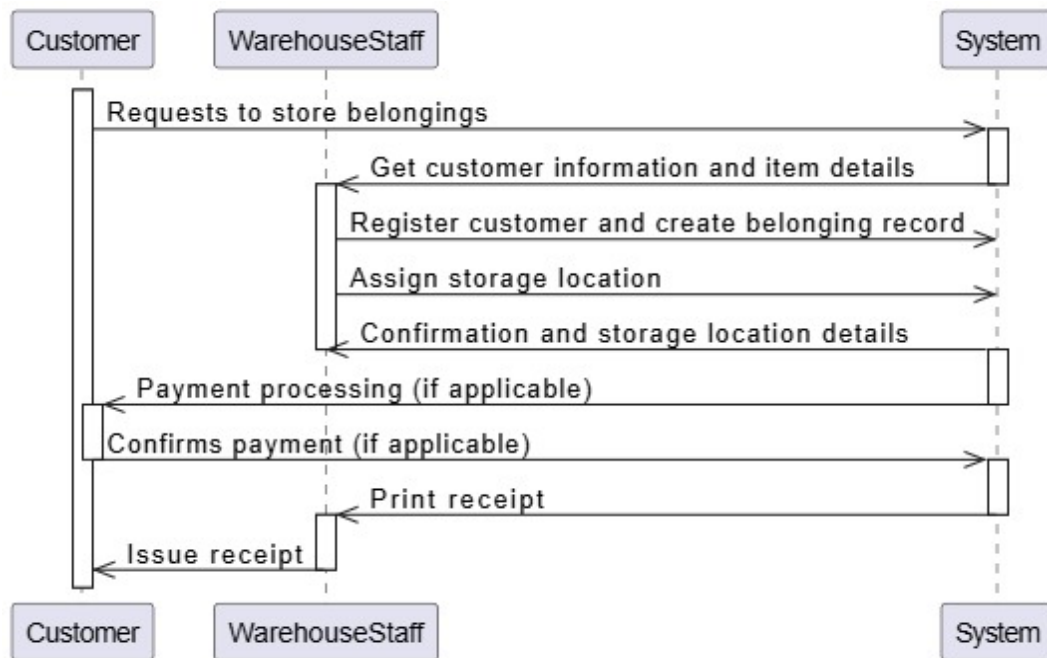 Customer
WarehouseStaff
System
Requests to store belongings
Get customer information and item details
Register customer and create belonging record
Assign storage location
Confirmation and storage location details
Payment processing (if applicable)
Confirms payment (if applicable)
Print receipt
Issue receipt
Customer
WarehouseStaff
System